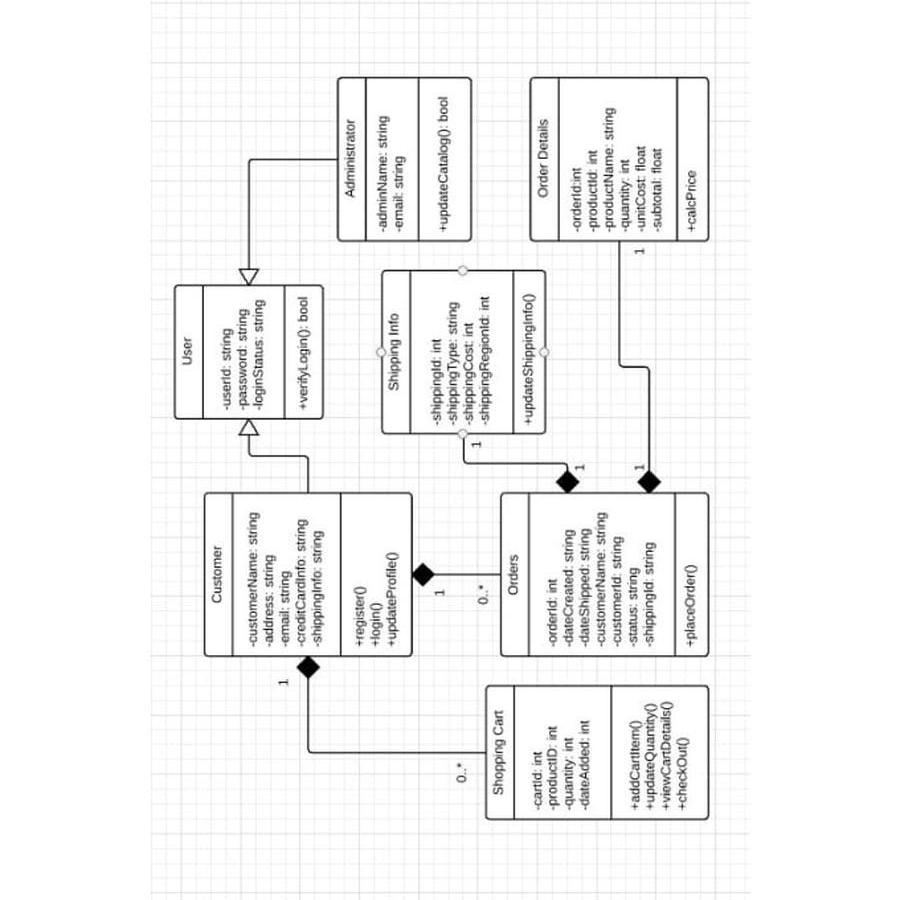 User
-userId: string
-password: string
-loginStatus: string
+verifyLogin(): bool
Customer
-customerName: string
-address: string
-email: string
-creditCardInfo: string
-shippingInfo: string
+register()
+login()
+updateProfile()
Administrator
-adminName: string
-email: string
+updateCatalog(): bool
1
0..*
1
0..*
Shopping Cart
-cartId: int
-productID: int
-quantity: int
-dateAdded: int
+addCartItem()
+updateQuantity()
+viewCartDetails()
+checkOut()
Orders
-orderId: int
-dateCreated: string
-dateShipped: string
-customerName: string
-customerId: string
-status: string
-shippingId: string
+placeOrder()
Shipping Info
-shippingId: int
-shippingType: string
-shippingCost: int
-shippingRegionId: int
+updateShippingInfo()
1
1
1
1
Order Details
-orderId:int
-productId: int
-productName: string
-quantity: int
-unitCost: float
-subtotal: float
+calcPrice